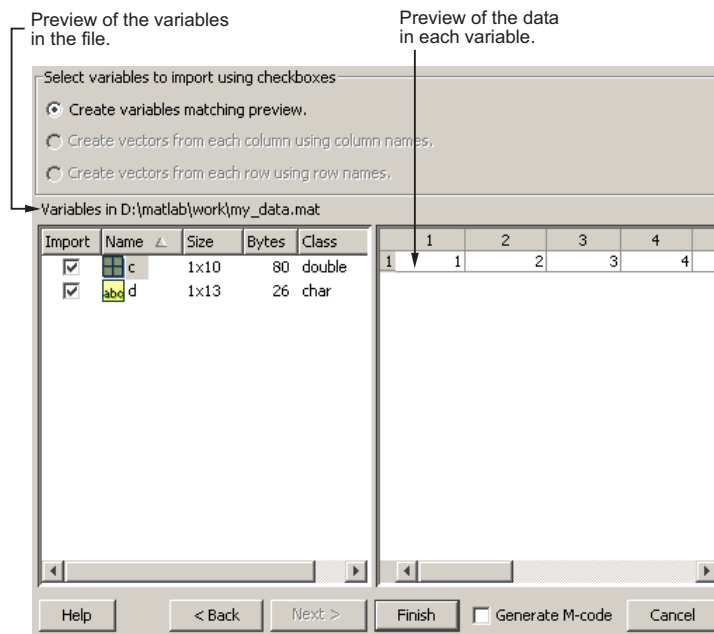 Preview of the variables
in the file.
Preview of the data
in each variable.
Select variables to import using checkboxes
Create variables matching preview.
Create vectors from each column using column names.
Create vectors from each row using row names.
Variables in D:\matlab\work\my_data.mat
Import Name Size Bytes Class
c 1x10 80 double
abc d 1x13 26 char
1 2 3 4
1 1 2 3 4
Help < Back Next > Finish Generate M-code Cancel